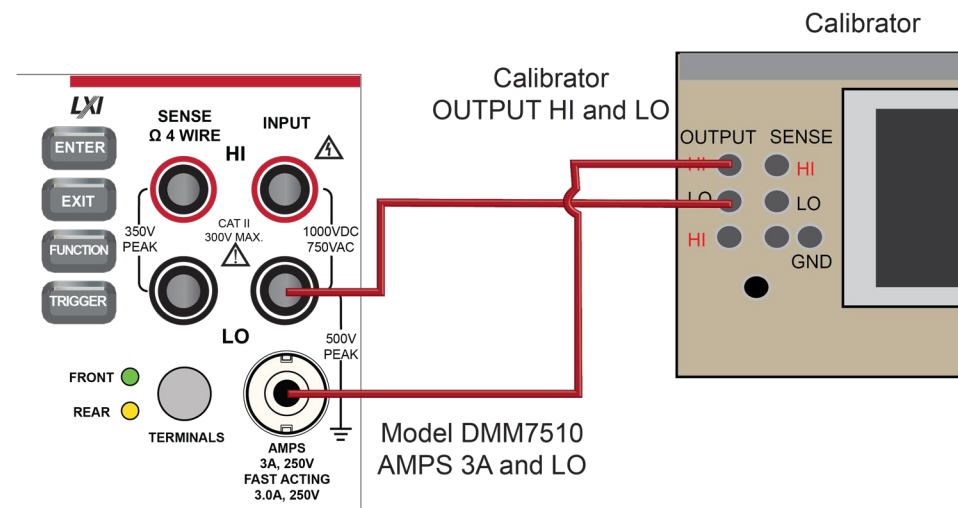 Calibrator
Calibrator
OUTPUT HI and LO
LXI
SENSE
Ω 4 WIRE
INPUT
HI
ENTER
EXIT
FUNCTION
TRIGGER
350V
PEAK
CAT II
300V MAX.
1000VDC
750VAC
LO
500V
PEAK
FRONT
REAR
TERMINALS
AMPS
3A, 250V
FAST ACTING
3.0A, 250V
Model DMM7510
AMPS 3A and LO
OUTPUT SENSE
HI HI
LO LO
HI
GND